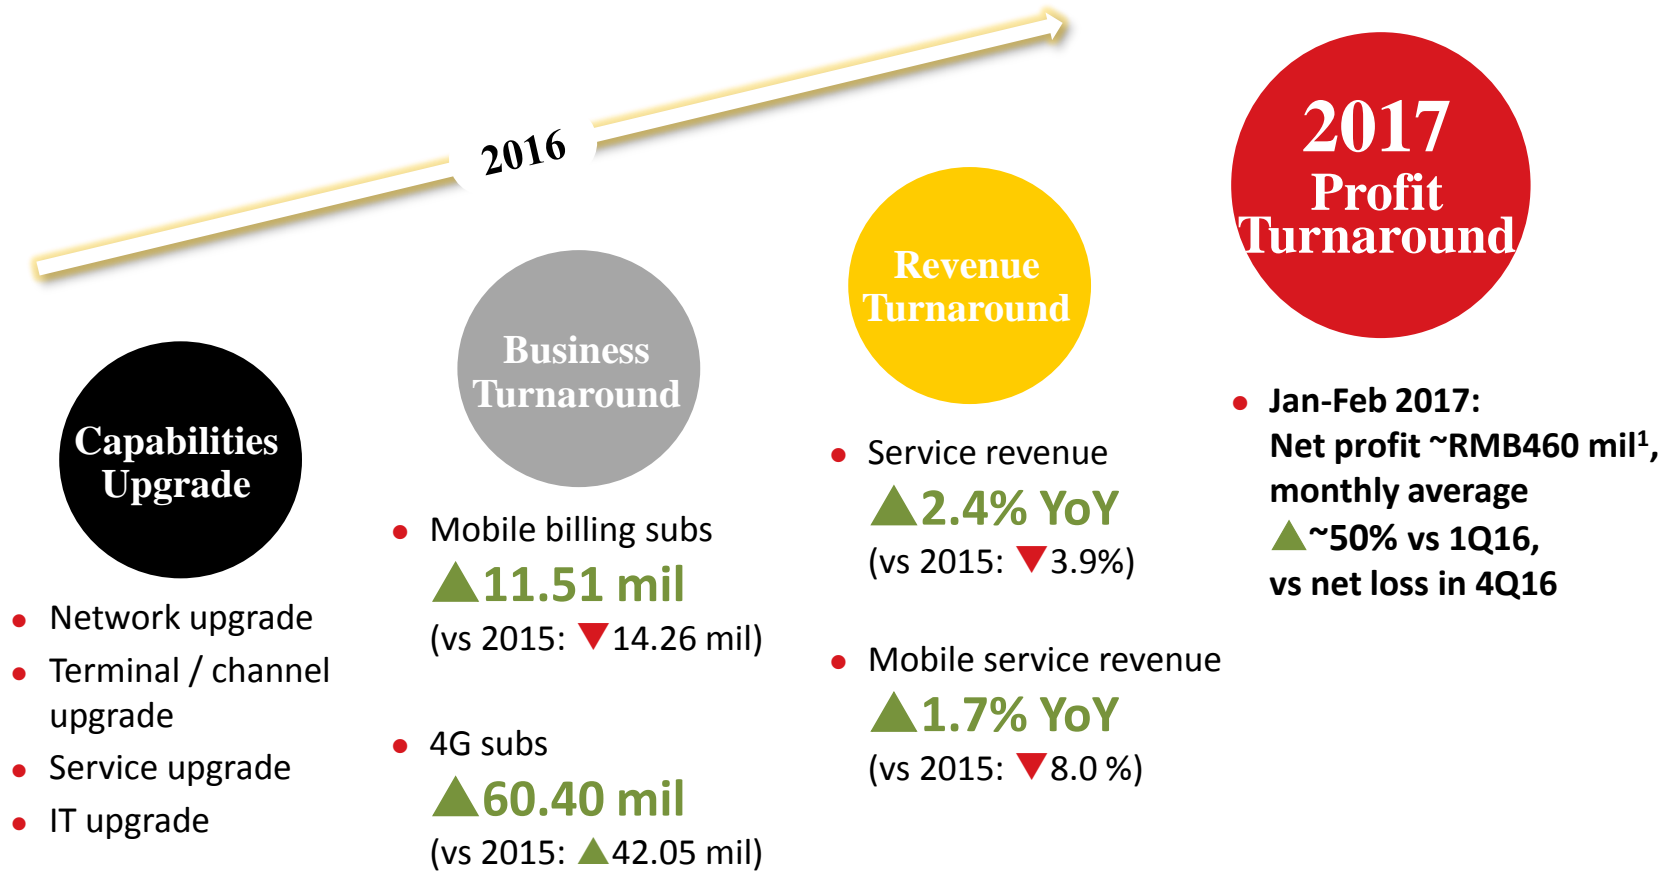 2016
Capabilities
Upgrade
● Network upgrade
● Terminal / channel
upgrade
● Service upgrade
● IT upgrade
Business
Turnaround
● Mobile billing subs
▲11.51 mil
(vs 2015: ▼14.26 mil)
● 4G subs
▲60.40 mil
(vs 2015: ▲42.05 mil)
Revenue
Turnaround
● Service revenue
▲2.4% YoY
(vs 2015: ▼3.9%)
● Mobile service revenue
▲1.7% YoY
(vs 2015: ▼8.0 %)
2017
Profit
Turnaround
● Jan-Feb 2017:
Net profit ~RMB460 mil¹,
monthly average
▲~50% vs 1Q16,
vs net loss in 4Q16